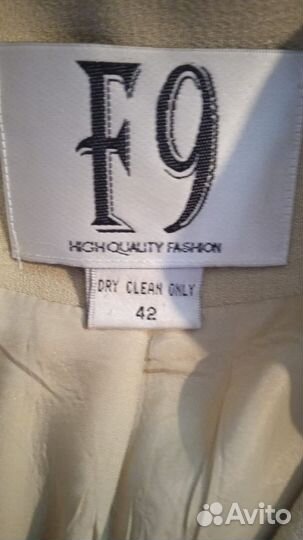 F9
HIGH QUALITY FASHION
DRY CLEAN ONLY
42
Avito